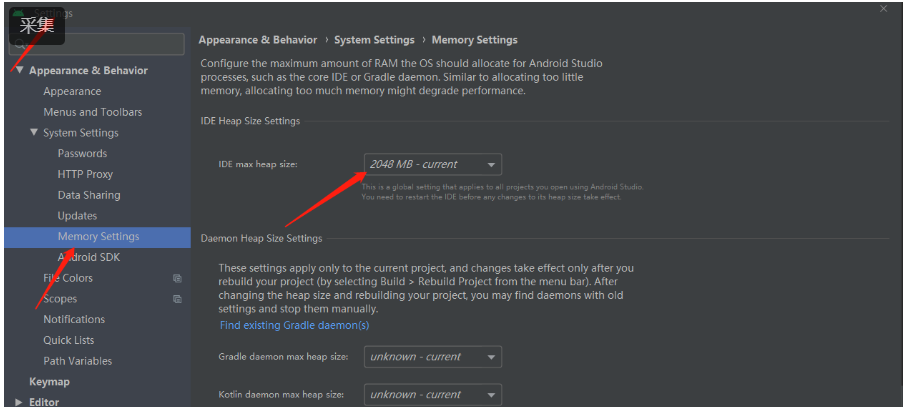 Settings
采集
Appearance & Behavior › System Settings › Memory Settings
Configure the maximum amount of RAM the OS should allocate for Android Studio
processes, such as the core IDE or Gradle daemon. Similar to allocating too little
memory, allocating too much memory might degrade performance.
Appearance & Behavior
Appearance
Menus and Toolbars
System Settings
Passwords
HTTP Proxy
Data Sharing
Updates
Memory Settings
Android SDK
File Colors
Scopes
Notifications
Quick Lists
Path Variables
Keymap
Editor
IDE Heap Size Settings
IDE max heap size: 2048 MB - current
This is a global setting that applies to all projects you open using Android Studio.
You need to restart the IDE before any changes to its heap size take effect.
Daemon Heap Size Settings
These settings apply only to the current project, and changes take effect only after you
rebuild your project (by selecting Build > Rebuild Project from the menu bar). After
changing the heap size and rebuilding your project, you may find daemons with old
settings and stop them manually.
Find existing Gradle daemon(s)
Gradle daemon max heap size: unknown - current
Kotlin daemon max heap size: unknown - current